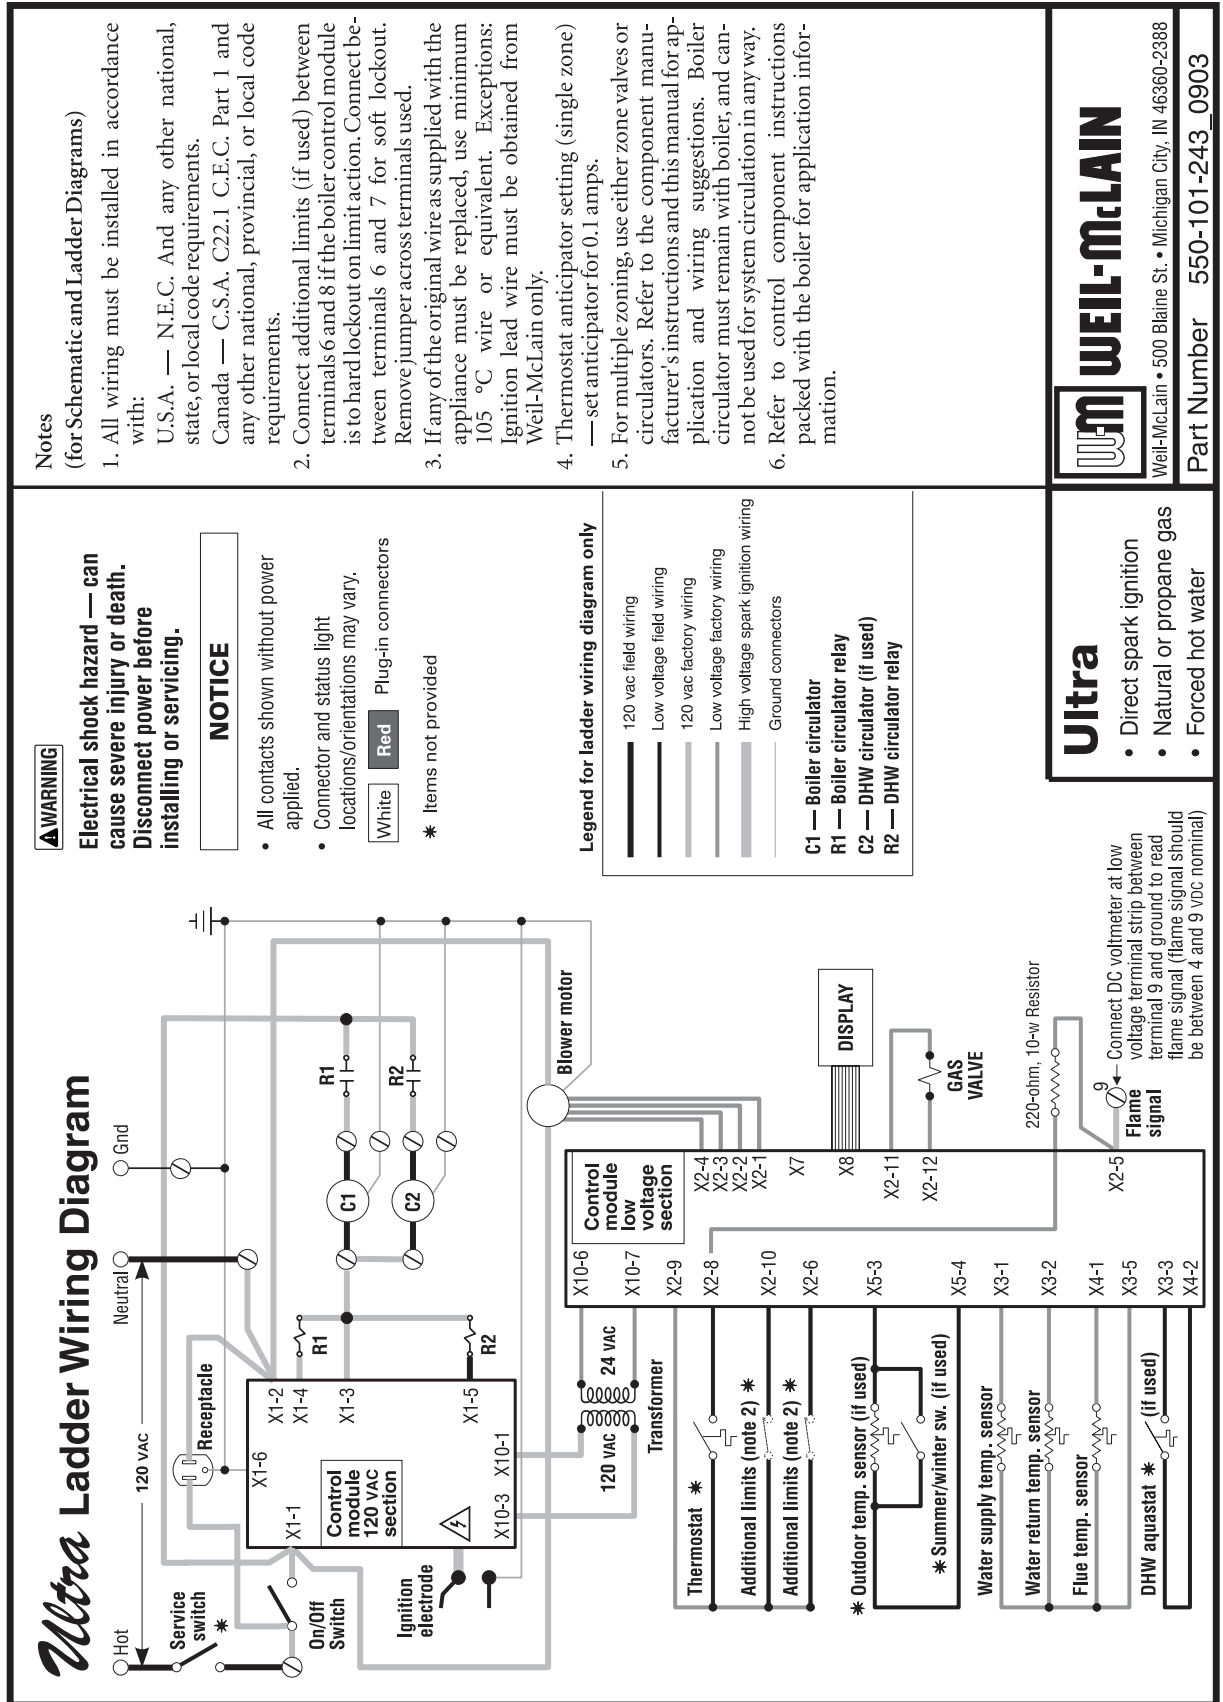 Ultra Ladder Wiring Diagram
Hot
120 VAC
Neutral
Gnd
Service
switch
✱
On/Off
Switch
Receptacle
X1-1
X1-6
X1-2
X1-4
X1-3
X1-5
Control
module
120 VAC
section
X10-3
X10-1
R1
R2
C1
C2
R1
R2
Ignition
electrode
Blower motor
120 VAC
24 VAC
Transformer
Control
module
low
voltage
section
X10-6
X10-7
X2-9
X2-8
X2-10
X2-6
X5-3
X5-4
X3-1
X3-2
X4-1
X3-5
X3-3
X4-2
X2-4
X2-3
X2-2
X2-1
X7
X8
X2-11
X2-12
X2-5
DISPLAY
GAS
VALVE
220-ohm, 10-w Resistor
9
Flame
signal
Connect DC voltmeter at low
voltage terminal strip between
terminal 9 and ground to read
flame signal (flame signal should
be between 4 and 9 VDC nominal)
Thermostat ✱
Additional limits (note 2) ✱
Additional limits (note 2) ✱
✱ Outdoor temp. sensor (if used)
✱ Summer/winter sw. (if used)
Water supply temp. sensor
Water return temp. sensor
Flue temp. sensor
DHW aquastat ✱ (if used)
WARNING
Electrical shock hazard — can
cause severe injury or death.
Disconnect power before
installing or servicing.
NOTICE
• All contacts shown without power
applied.
• Connector and status light
locations/orientations may vary.
White Red Plug-in connectors
✱ Items not provided
Legend for ladder wiring diagram only
120 vac field wiring
Low voltage field wiring
120 vac factory wiring
Low voltage factory wiring
High voltage spark ignition wiring
Ground connectors
C1 — Boiler circulator
R1 — Boiler circulator relay
C2 — DHW circulator (if used)
R2 — DHW circulator relay
Notes
(for Schematic and Ladder Diagrams)
1. All wiring must be installed in accordance
with:
U.S.A. — N.E.C. And any other national,
state, or local code requirements.
Canada — C.S.A. C22.1 C.E.C. Part 1 and
any other national, provincial, or local code
requirements.
2. Connect additional limits (if used) between
terminals 6 and 8 if the boiler control module
is to hard lockout on limit action. Connect be-
tween terminals 6 and 7 for soft lockout.
Remove jumper across terminals used.
3. If any of the original wire as supplied with the
appliance must be replaced, use minimum
105 °C wire or equivalent. Exceptions:
Ignition lead wire must be obtained from
Weil-McLain only.
4. Thermostat anticipator setting (single zone)
— set anticipator for 0.1 amps.
5. For multiple zoning, use either zone valves or
circulators. Refer to the component manu-
facturer's instructions and this manual for ap-
plication and wiring suggestions. Boiler
circulator must remain with boiler, and can-
not be used for system circulation in any way.
6. Refer to control component instructions
packed with the boiler for application infor-
mation.
Ultra
• Direct spark ignition
• Natural or propane gas
• Forced hot water
WM WEIL-McLAIN
Weil-McLain • 500 Blaine St. • Michigan City, IN 46360-2388
Part Number 550-101-243_0903